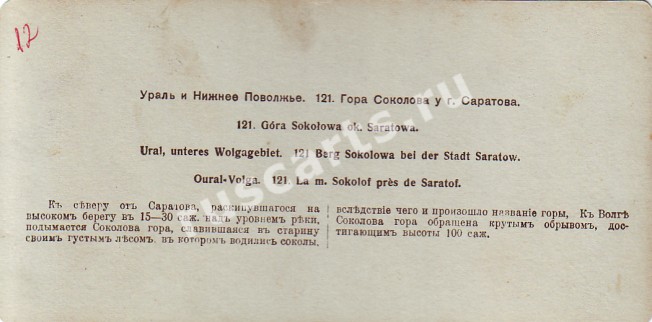 12
Ураль и Нижнее Поволжье. 121. Гора Соколова у г. Саратова.
121. Góra Sokołowa ok. Saratowa.
Ural, unteres Wolgagebiet. 121 Berg Sokolowa bei der Stadt Saratow.
Oural-Volga. 121. La m. Sokolof près de Saratof.
Къ сѣверу отъ Саратова, раскинувшагося на
высокомъ берегу въ 15—30 саж. надъ уровнемъ рѣки,
подымается Соколова гора, славившаяся въ старину
своимъ густымъ лѣсомъ, въ которомъ водились соколы,
вслѣдствіе чего и произошло названіе горы, Къ Волгѣ
Соколова гора обращена крутымъ обрывомъ, дос-
тигающимъ высоты 100 саж.
uscarts.ru